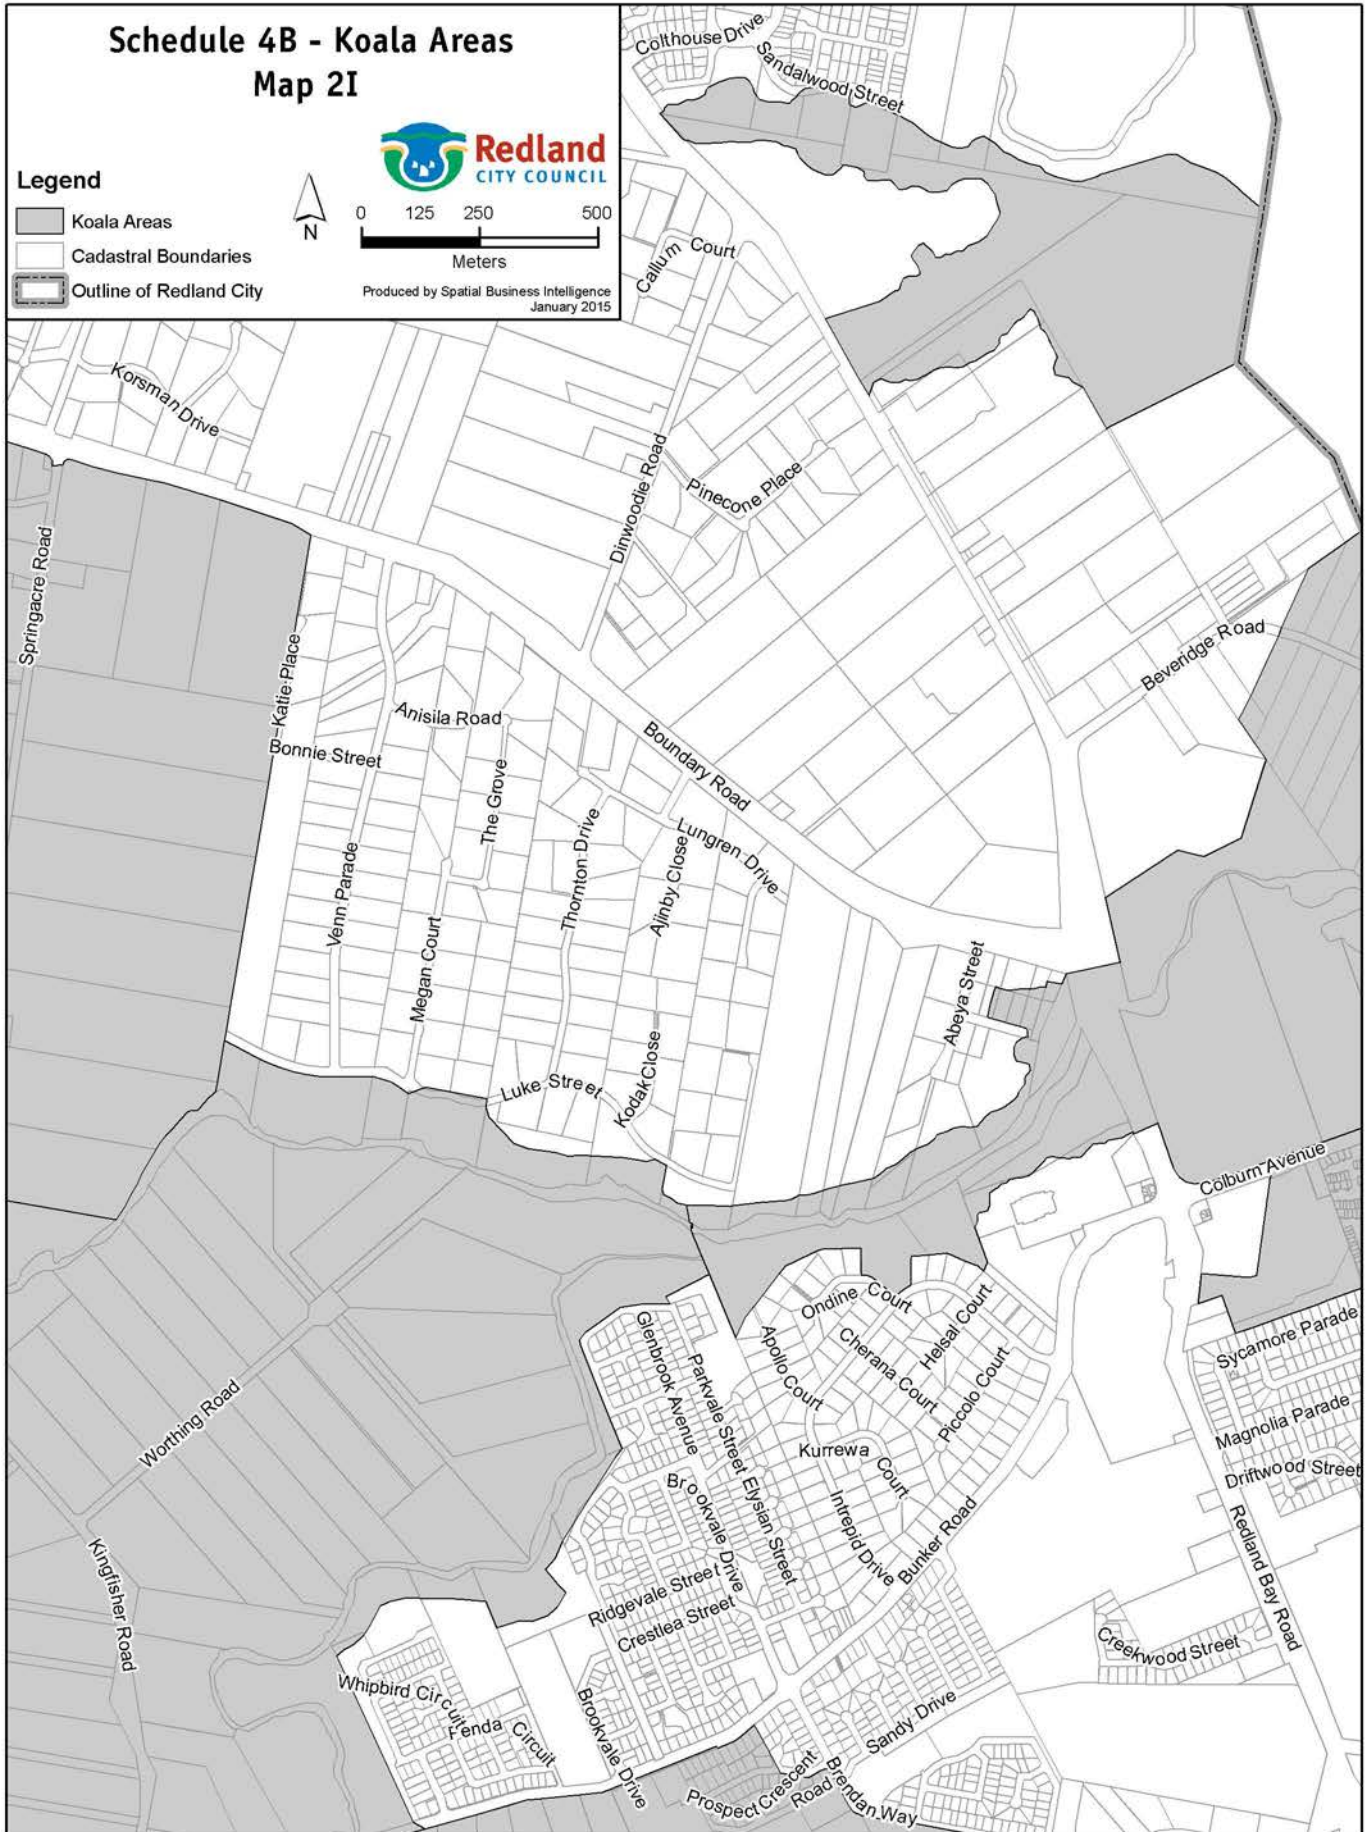 Schedule 4B - Koala Areas
Map 2I
Redland
CITY COUNCIL
Legend
Koala Areas
Cadastral Boundaries
Outline of Redland City
N
0 125 250 500
Meters
Produced by Spatial Business Intelligence
January 2015
Colthouse Drive
Sandalwood Street
Callum Court
Korsman Drive
Dinwoodie Road
Pinecone Place
Springacre Road
Katie Place
Beveridge Road
Anisila Road
Bonnie Street
Boundary Road
The Grove
Lungren Drive
Thornton Drive
Ajinby Close
Venn Parade
Megan Court
Abeya Street
Kodak Close
Luke Street
Colburn Avenue
Ondine Court
Helsal Court
Glenbrook Avenue
Apollo Court
Cherana Court
Sycamore Parade
Parkvale Street
Piccolo Court
Worthing Road
Magnolia Parade
Kurrewa Court
Driftwood Street
Brookvale Drive
Elysian Street
Intrepid Drive
Bunker Road
Redland Bay Road
Kingfisher Road
Ridgevale Street
Crestlea Street
Creekwood Street
Whipbird Circuit
Fenda Circuit
Brookvale Drive
Sandy Drive
Prospect Crescent
Road
Brendan Way